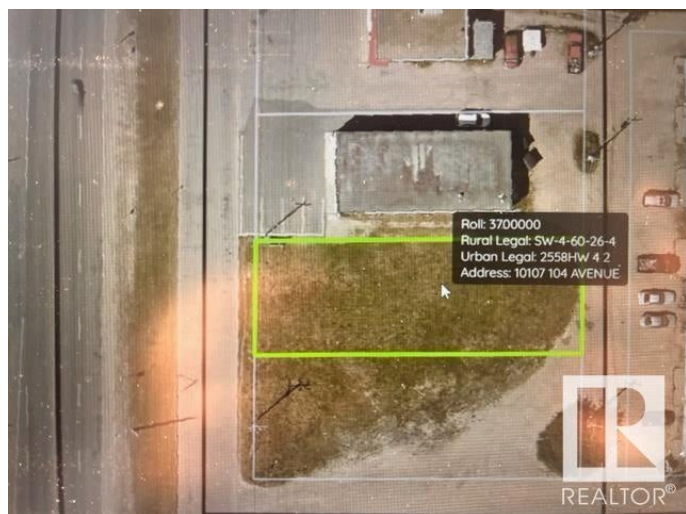 Roll: 3700000
Rural Legal: SW-4-60-26-4
Urban Legal: 2558HW 4 2
Address: 10107 104 AVENUE
R
REALTOR®